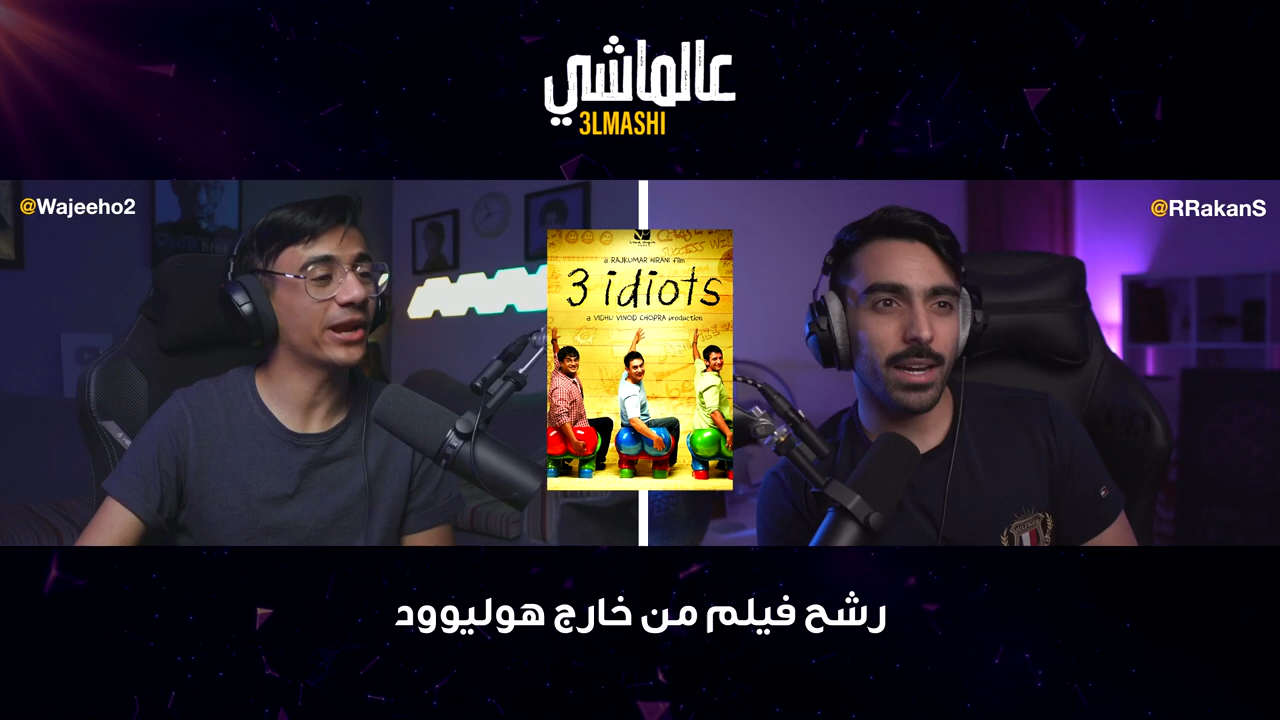 عالماشي
3LMASHI
@Wajeeho2
@RRakanS
a RAJKUMAR HIRANI film
3 idiots
a VIDHU VINOD CHOPRA production
رشح فيلم من خارج هوليوود